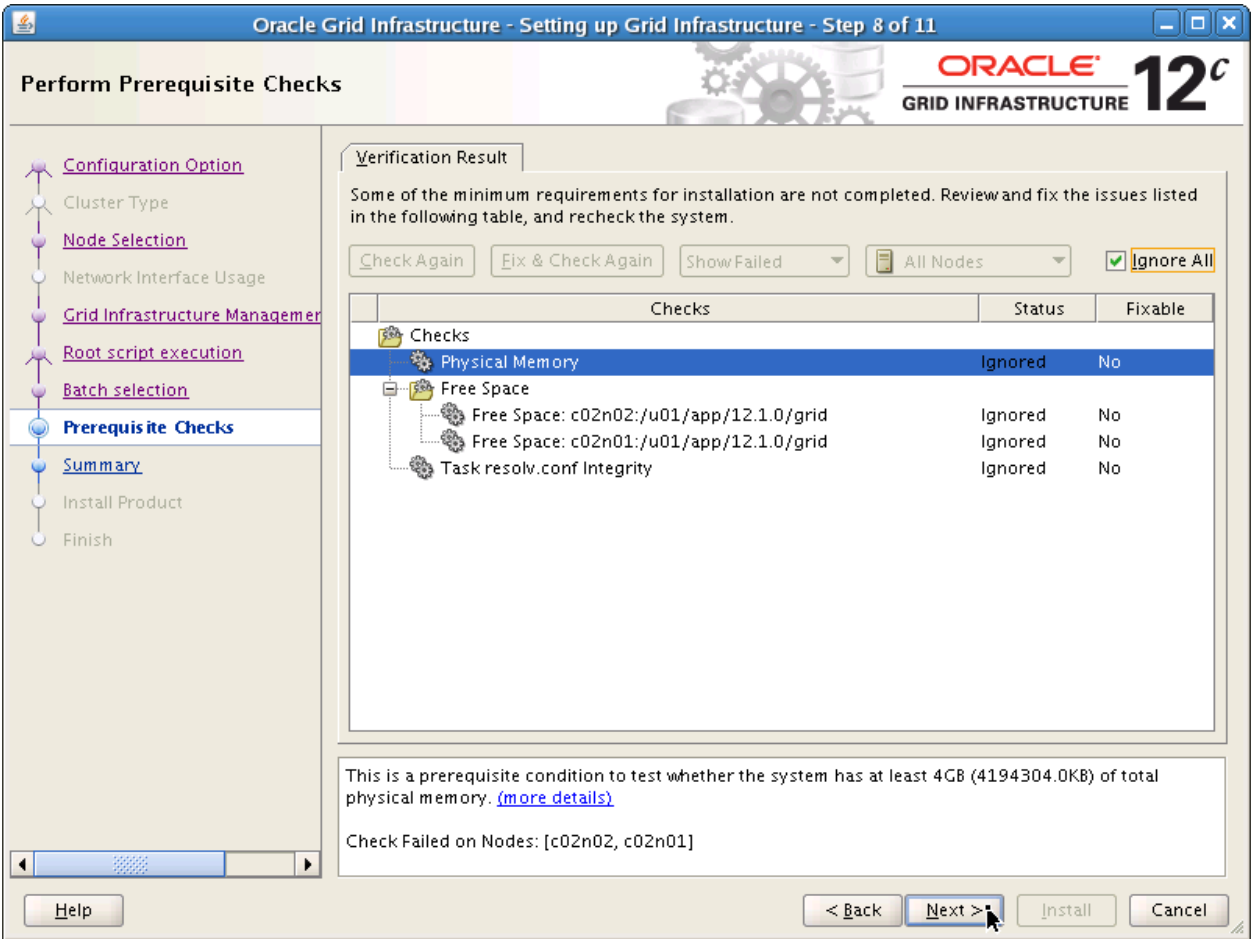 Oracle Grid Infrastructure - Setting up Grid Infrastructure - Step 8 of 11
Perform Prerequisite Checks
ORACLE
GRID INFRASTRUCTURE
12c
Configuration Option
Cluster Type
Node Selection
Network Interface Usage
Grid Infrastructure Managemer
Root script execution
Batch selection
Prerequisite Checks
Summary
Install Product
Finish
Verification Result
Some of the minimum requirements for installation are not completed. Review and fix the issues listed
in the following table, and recheck the system.
Check Again Fix & Check Again Show Failed All Nodes Ignore All
Checks Status Fixable
Checks
Physical Memory Ignored No
Free Space
Free Space: c02n02:/u01/app/12.1.0/grid Ignored No
Free Space: c02n01:/u01/app/12.1.0/grid Ignored No
Task resolv.conf Integrity Ignored No
This is a prerequisite condition to test whether the system has at least 4GB (4194304.0KB) of total
physical memory. (more details)
Check Failed on Nodes: [c02n02, c02n01]
Help < Back Next > Install Cancel